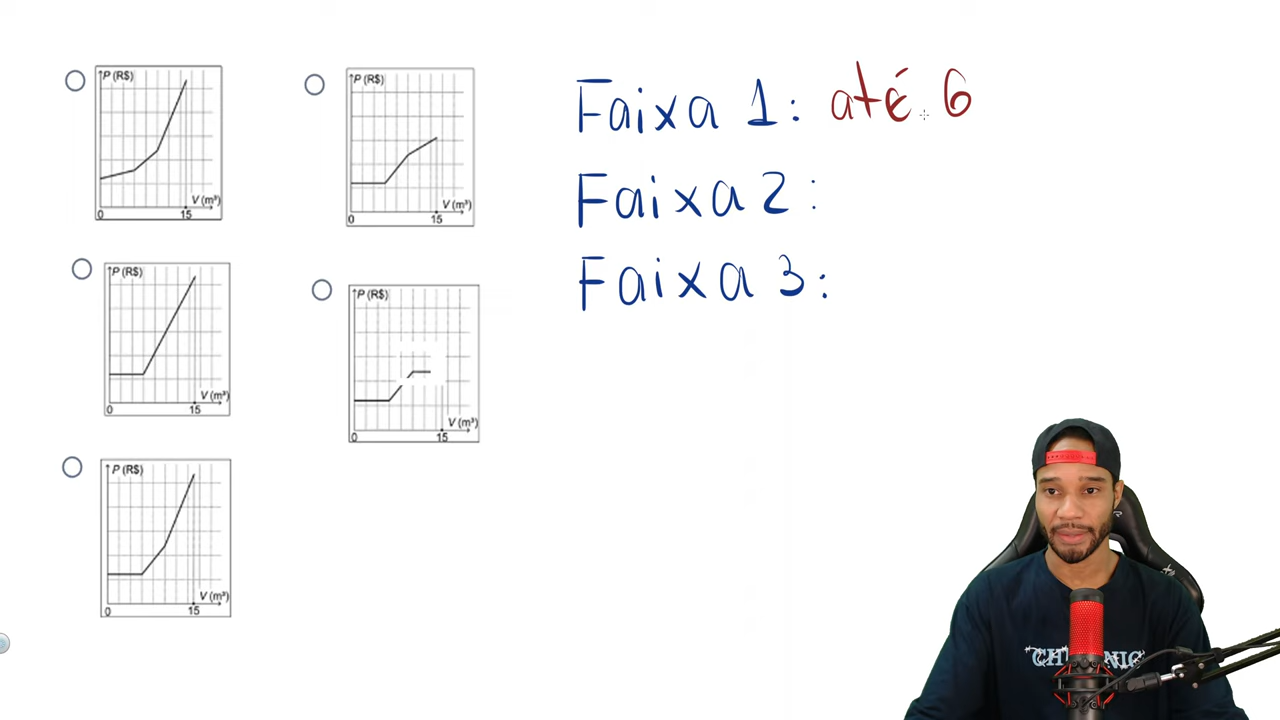 P (R$)
V (m³)
0
15
P (R$)
V (m³)
0
15
Faixa 1: até 6
Faixa 2:
Faixa 3:
P (R$)
V (m³)
0
15
P (R$)
V (m³)
0
15
P (R$)
V (m³)
0
15